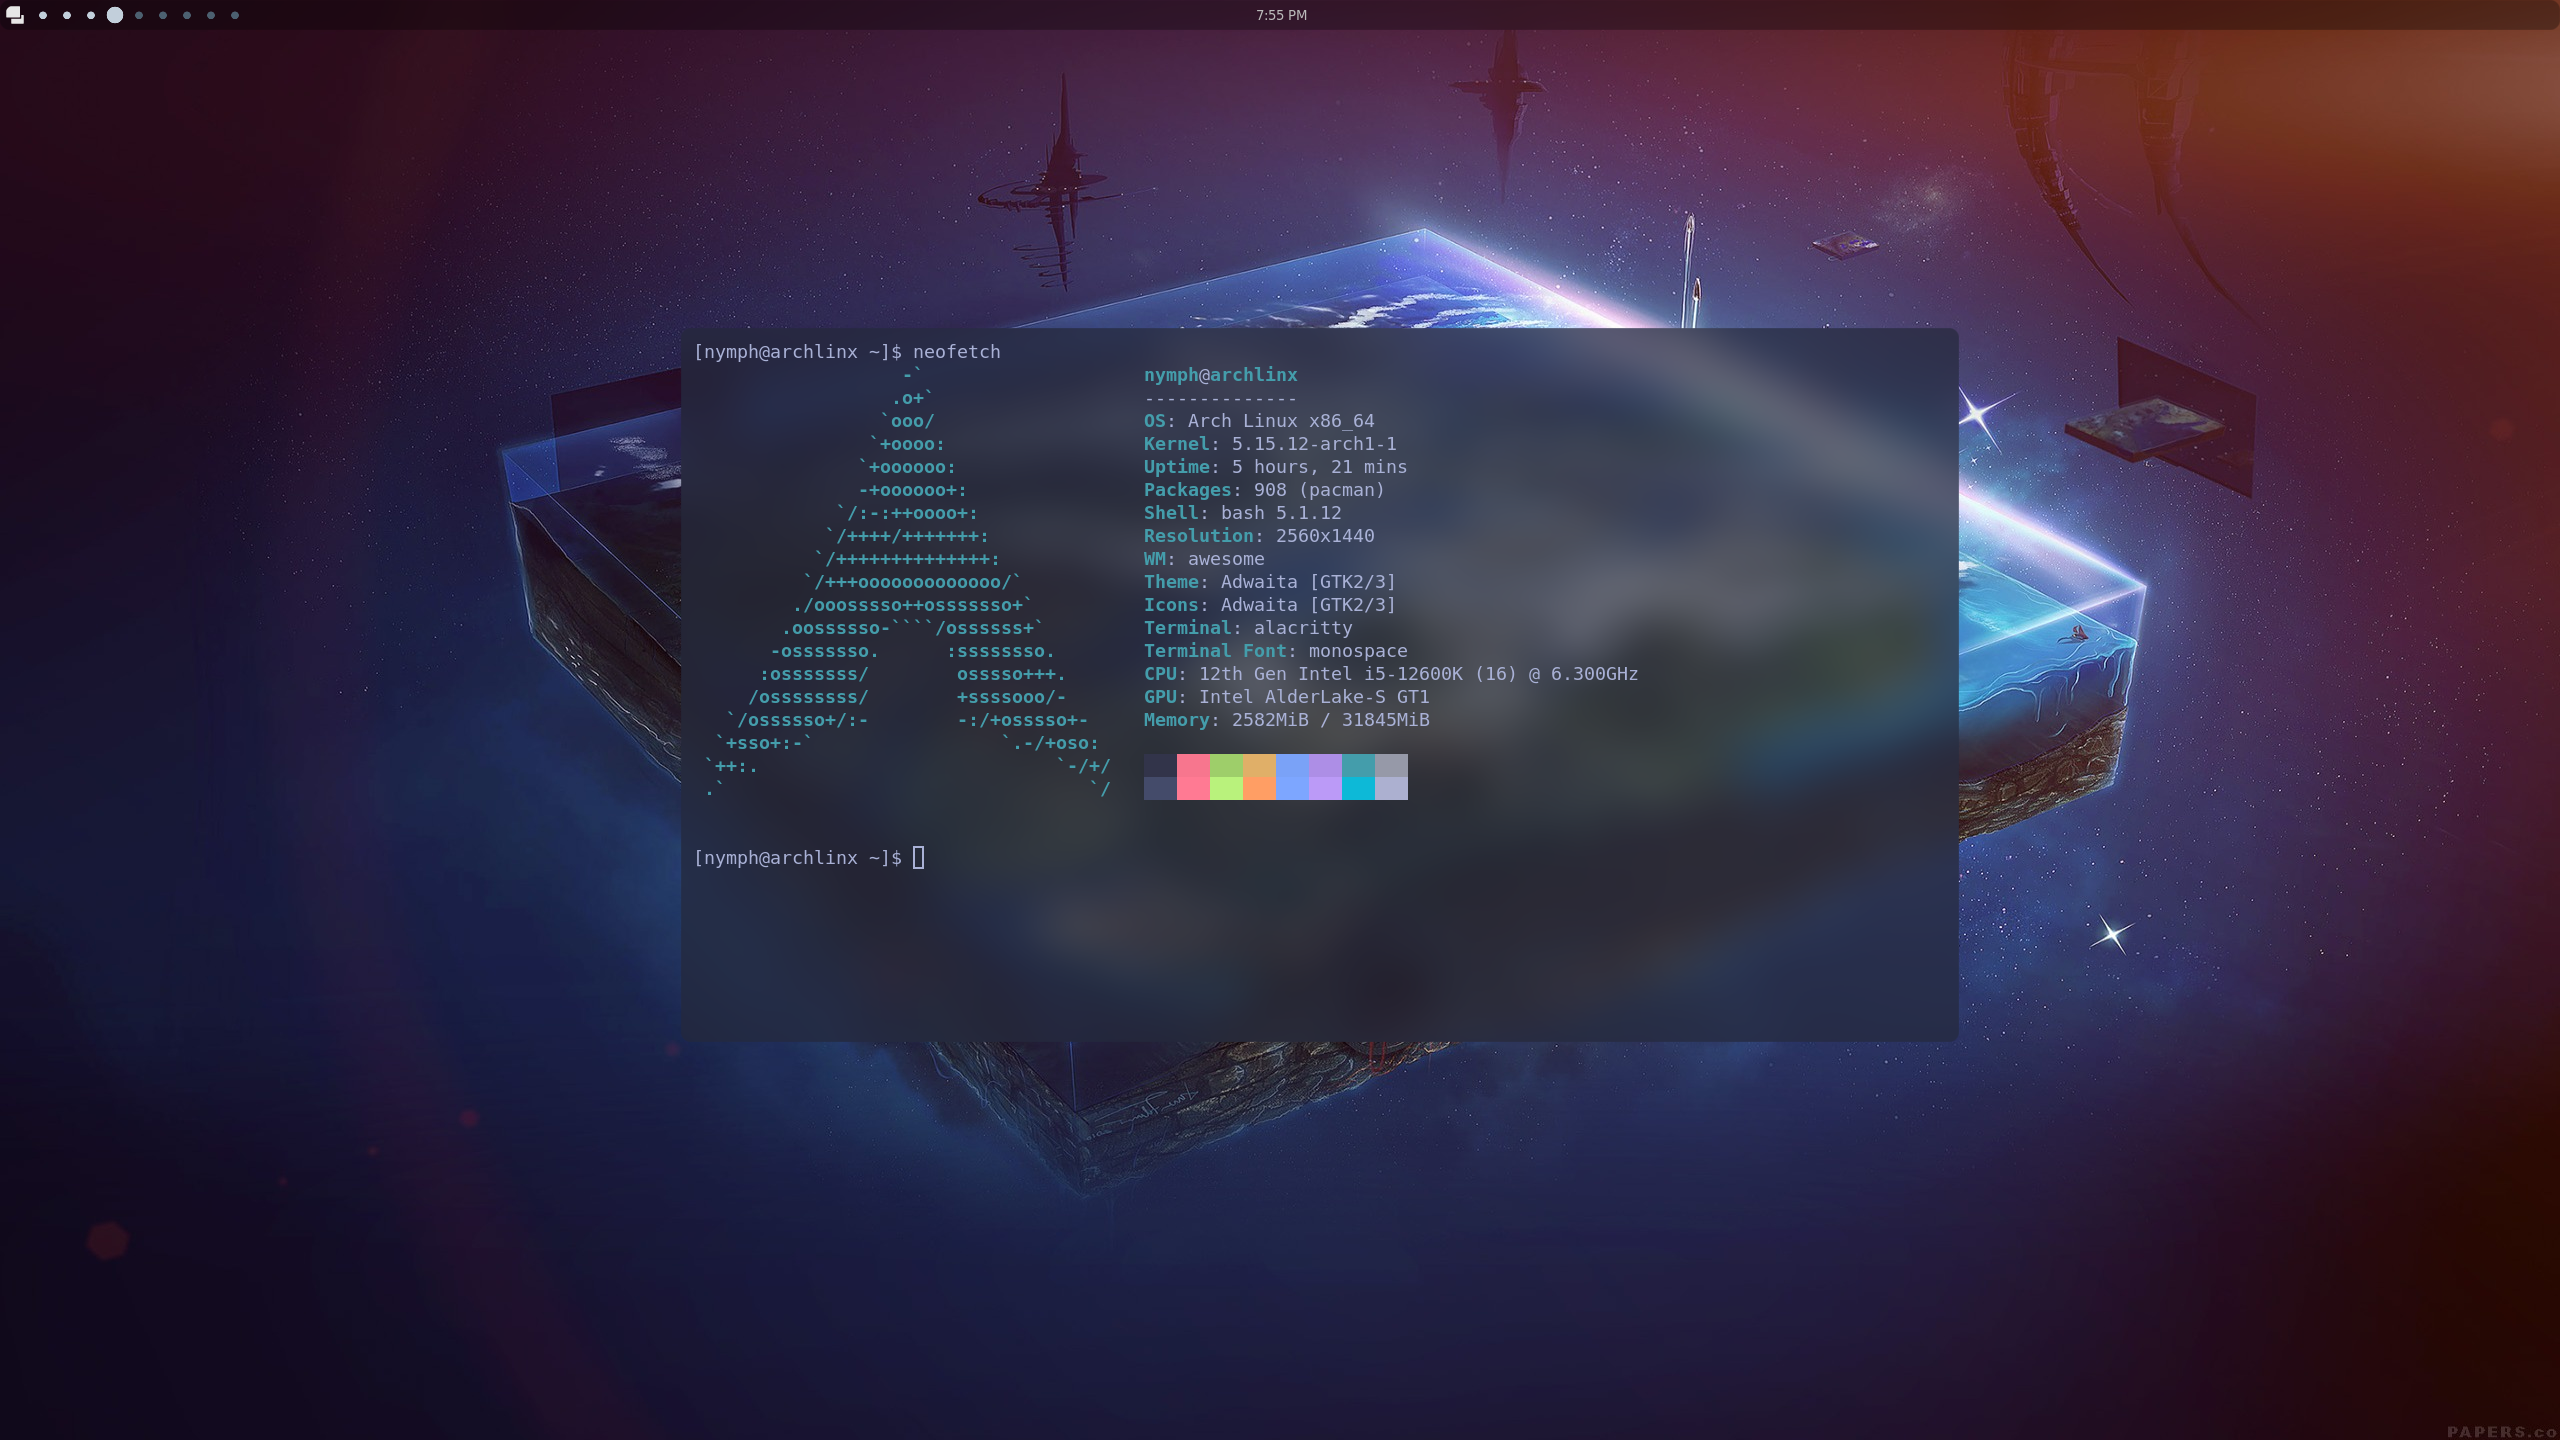 7:55 PM
[nymph@archlinx ~]$ neofetch
                   -`                    nymph@archlinx
                  .o+`                   --------------
                 `ooo/                   OS: Arch Linux x86_64
                `+oooo:                  Kernel: 5.15.12-arch1-1
               `+oooooo:                 Uptime: 5 hours, 21 mins
               -+oooooo+:                Packages: 908 (pacman)
             `/:-:++oooo+:               Shell: bash 5.1.12
            `/++++/+++++++:              Resolution: 2560x1440
           `/++++++++++++++:             WM: awesome
          `/+++ooooooooooooo/`           Theme: Adwaita [GTK2/3]
         ./ooosssso++osssssso+`          Icons: Adwaita [GTK2/3]
        .oossssso-````/ossssss+`         Terminal: alacritty
       -osssssso.      :ssssssso.        Terminal Font: monospace
      :osssssss/        osssso+++.       CPU: 12th Gen Intel i5-12600K (16) @ 6.300GHz
     /ossssssss/        +ssssooo/-       GPU: Intel AlderLake-S GT1
   `/ossssso+/:-        -:/+osssso+-     Memory: 2582MiB / 31845MiB
  `+sso+:-`                 `.-/+oso:
 `++:.                           `-/+/
 .`                                 `/
[nymph@archlinx ~]$
PAPERS.co